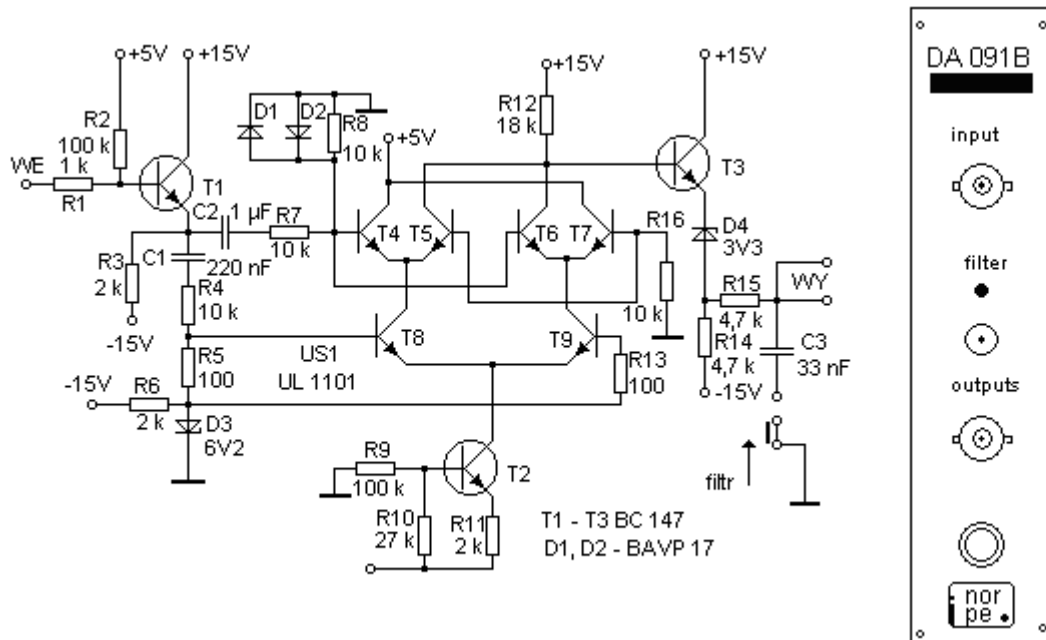 +5V
+15V
R2
100 k
1 k
WE
R1
T1
D1
D2
R8
10 k
+5V
+15V
R12
18 k
+15V
T3
C2
1 µF
R7
10 k
T4
T5
T6
T7
R16
10 k
D4
3V3
R3
2 k
C1
220 nF
R4
10 k
-15V
R15
4,7 k
WY
R14
4,7 k
-15V
C3
33 nF
T8
T9
US1
UL 1101
R13
100
R5
100
-15V
R6
2 k
D3
6V2
R9
100 k
T2
filtr
R10
27 k
R11
2 k
T1 - T3 BC 147
D1, D2 - BAVP 17
DA 091B
input
filter
outputs
nor
pe